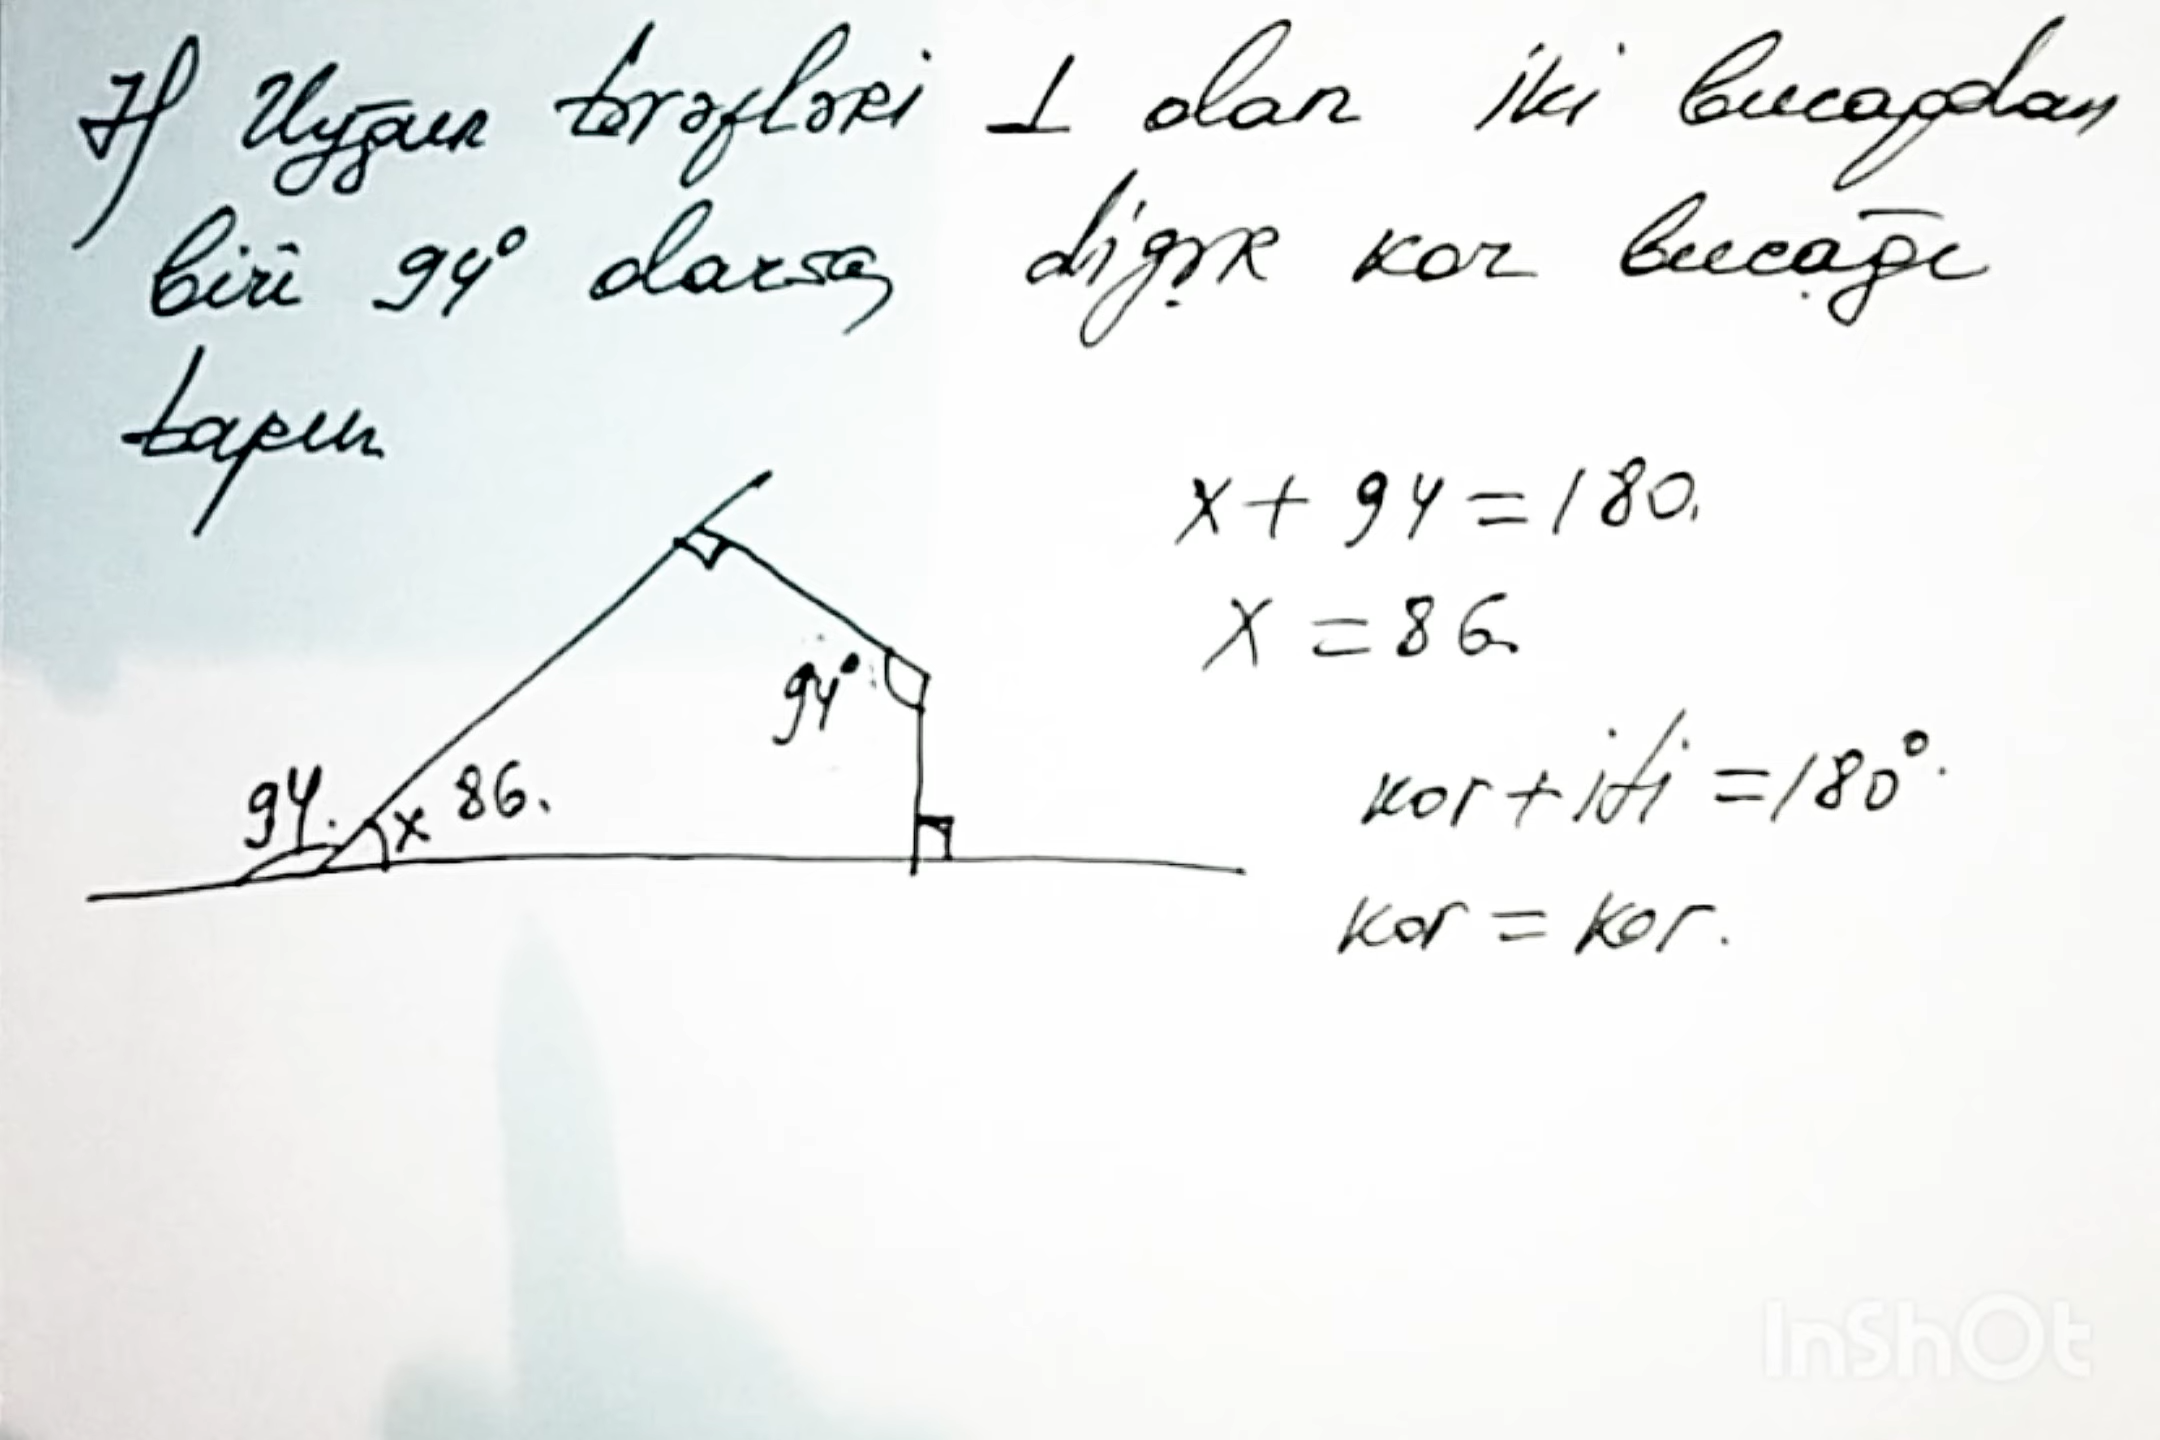 7) Uyğun tərəfləri ⊥ olan iki bucaqdan
biri 94° olarsa, digər kor bucağı
tapın
x + 94 = 180.
x = 86
94°
94.
x 86.
kor + iti = 180°.
kor = kor.
InShOt